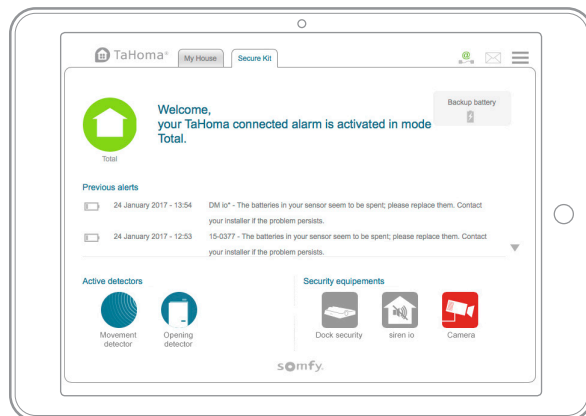 TaHoma®
My House
Secure Kit
Backup battery
Welcome,
your TaHoma connected alarm is activated in mode
Total.
Total
Previous alerts
24 January 2017 - 13:54
DM io" - The batteries in your sensor seem to be spent; please replace them. Contact
your installer if the problem persists.
24 January 2017 - 12:53
15-0377 - The batteries in your sensor seem to be spent; please replace them. Contact
your installer if the problem persists.
Active detectors
Movement
detector
Opening
detector
Security equipements
Dock security
siren io
Camera
somfy.